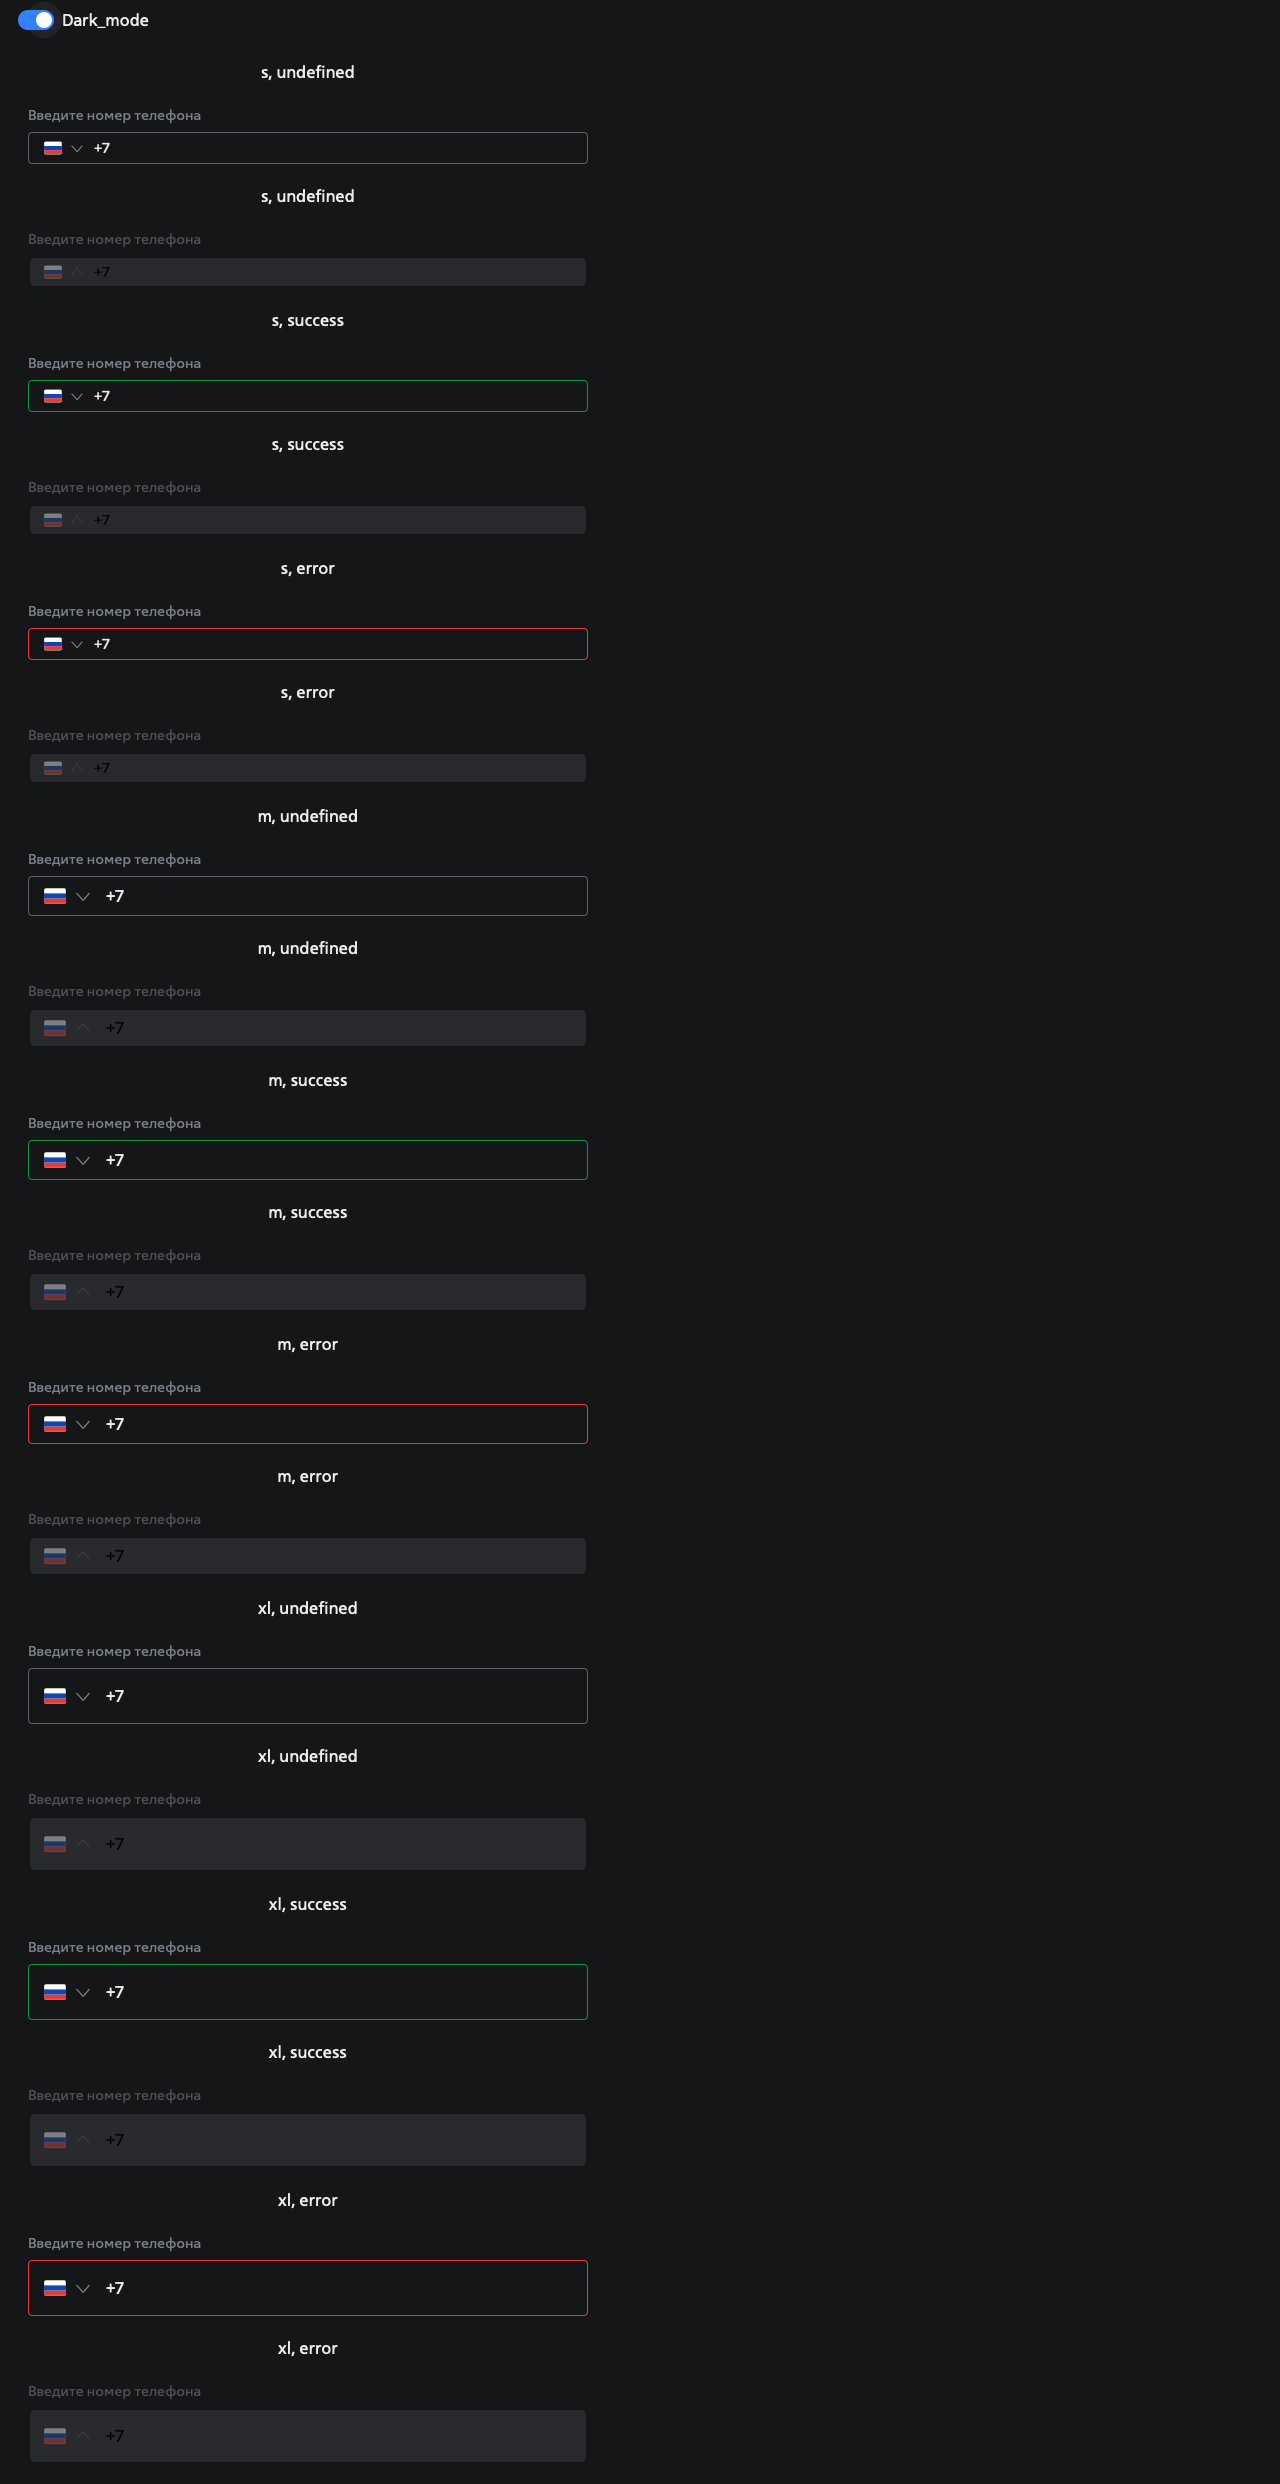 Dark_mode
s, undefined
Введите номер телефона
+7
s, undefined
Введите номер телефона
+7
s, success
Введите номер телефона
+7
s, success
Введите номер телефона
+7
s, error
Введите номер телефона
+7
s, error
Введите номер телефона
+7
m, undefined
Введите номер телефона
+7
m, undefined
Введите номер телефона
+7
m, success
Введите номер телефона
+7
m, success
Введите номер телефона
+7
m, error
Введите номер телефона
+7
m, error
Введите номер телефона
+7
xl, undefined
Введите номер телефона
+7
xl, undefined
Введите номер телефона
+7
xl, success
Введите номер телефона
+7
xl, success
Введите номер телефона
+7
xl, error
Введите номер телефона
+7
xl, error
Введите номер телефона
+7